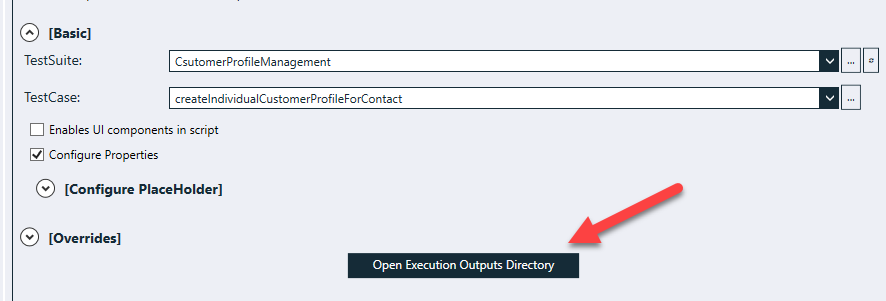 [Basic]
TestSuite: CsutomerProfileManagement ...
TestCase: createIndividualCustomerProfileForContact ...
Enables UI components in script
Configure Properties
[Configure PlaceHolder]
[Overrides]
Open Execution Outputs Directory